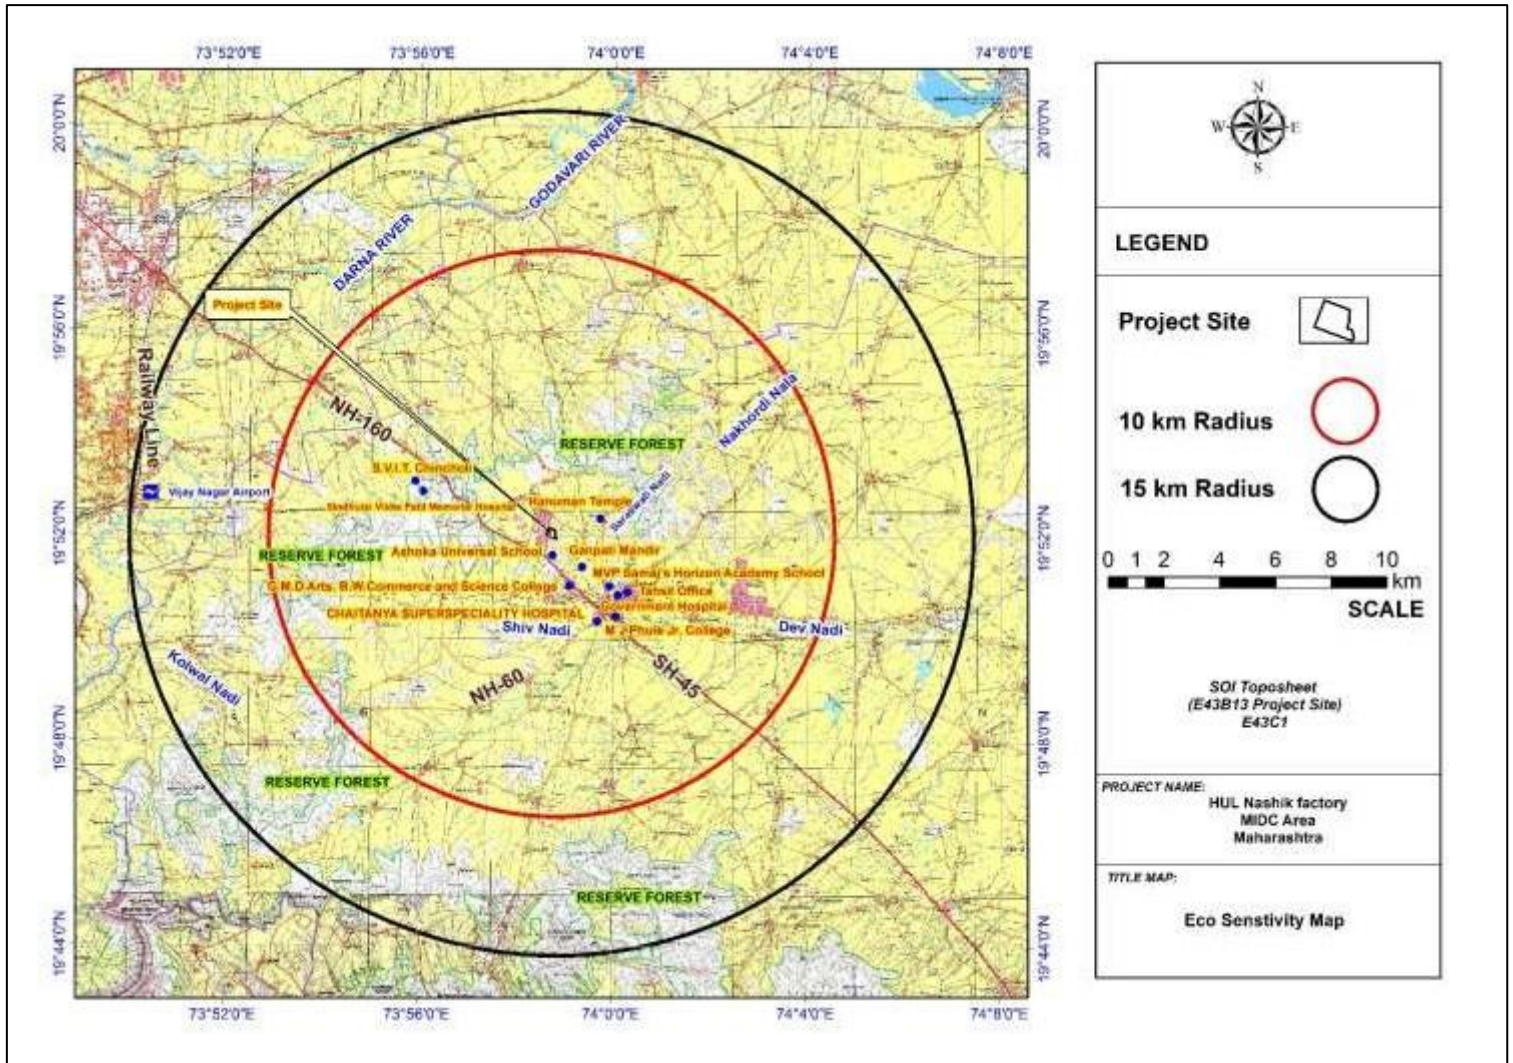 73°52'0"E
73°56'0"E
74°0'0"E
74°4'0"E
74°8'0"E
20°0'0"N
20°0'0"N
GODAVARI RIVER
DARNA RIVER
Project Site
19°56'0"N
19°56'0"N
Railway Line
NH-160
Nakhordi Nala
RESERVE FOREST
S.V.I.T. Chincholi
Vijay Nagar Airport
Hanuman Temple
Saraswati Nadi
19°52'0"N
19°52'0"N
RESERVE FOREST
Ashoka Universal School
Ganpati Mandir
MVP Samaj's Horizon Academy School
G.M.D Arts, B.W.Commerce and Science College
Tahsil Office
Government Hospital
CHAITANYA SUPERSPECIALITY HOSPITAL
Shiv Nadi
M J Phule Jr. College
Dev Nadi
Kolwal Nadi
NH-60
SH-45
19°48'0"N
19°48'0"N
RESERVE FOREST
RESERVE FOREST
19°44'0"N
19°44'0"N
73°52'0"E
73°56'0"E
74°0'0"E
74°4'0"E
74°8'0"E
N
W
E
S
LEGEND
Project Site
10 km Radius
15 km Radius
0 1 2 4 6 8 10
km
SCALE
SOI Toposheet
(E43B13 Project Site)
E43C1
PROJECT NAME:
HUL Nashik factory
MIDC Area
Maharashtra
TITLE MAP:
Eco Senstivity Map